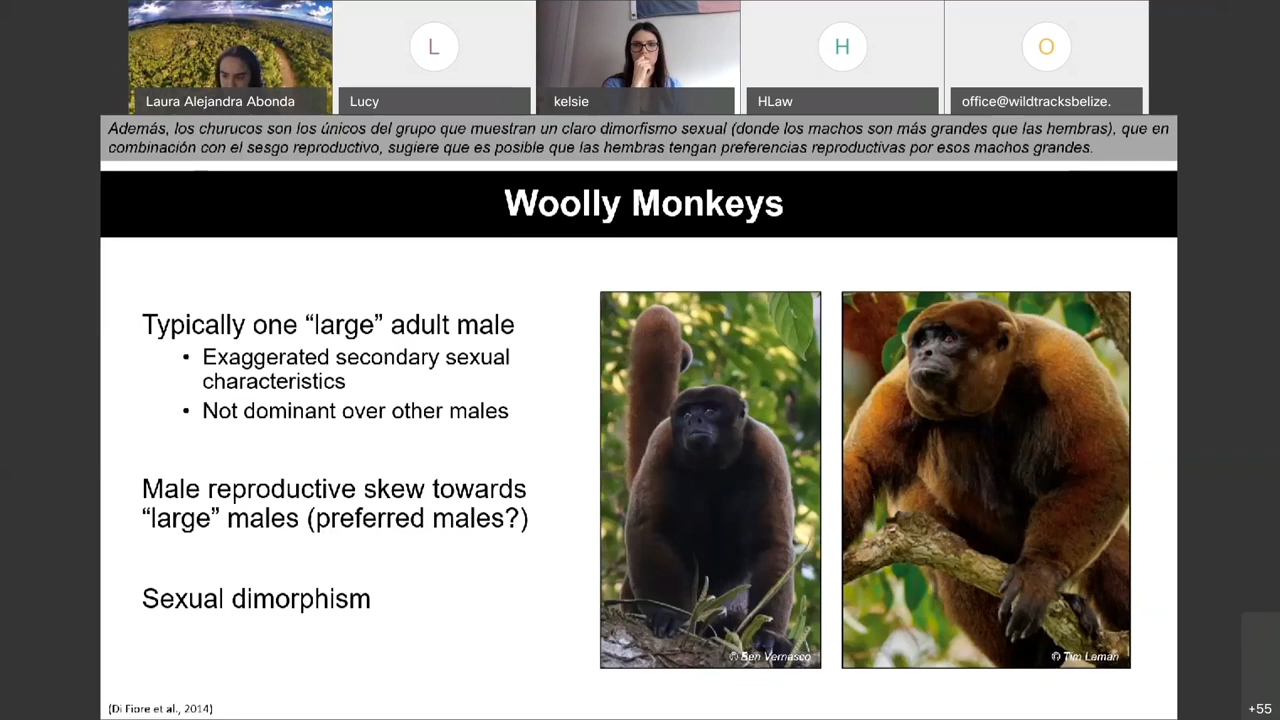 L
H
O
Laura Alejandra Abonda
Lucy
kelsie
HLaw
office@wildtracksbelize.
Además, los churucos son los únicos del grupo que muestran un claro dimorfismo sexual (donde los machos son más grandes que las hembras), que en
combinación con el sesgo reproductivo, sugiere que es posible que las hembras tengan preferencias reproductivas por esos machos grandes.
Woolly Monkeys
Typically one “large” adult male
• Exaggerated secondary sexual
characteristics
• Not dominant over other males
Male reproductive skew towards
“large” males (preferred males?)
Sexual dimorphism
© Ben Vernasco
© Tim Laman
(Di Fiore et al., 2014)
+55